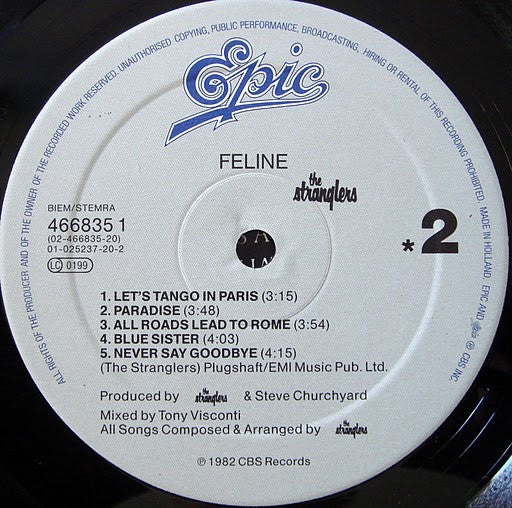 ALL RIGHTS OF THE PRODUCER AND OF THE OWNER OF THE RECORDED WORK RESERVED. UNAUTHORISED COPYING, PUBLIC PERFORMANCE, BROADCASTING, HIRING OR RENTAL OF THIS RECORDING PROHIBITED. MADE IN HOLLAND. EPIC AND Epic ℗ CBS INC.
Epic
FELINE
the
stranglers
BIEM/STEMRA
466835 1
(02-466835-20)
01-025237-20-2
LC 0199
* 2
1. LET'S TANGO IN PARIS (3:15)
2. PARADISE (3:48)
3. ALL ROADS LEAD TO ROME (3:54)
4. BLUE SISTER (4:03)
5. NEVER SAY GOODBYE (4:15)
(The Stranglers) Plugshaft/EMI Music Pub. Ltd.
Produced by the stranglers & Steve Churchyard
Mixed by Tony Visconti
All Songs Composed & Arranged by the stranglers
℗ 1982 CBS Records